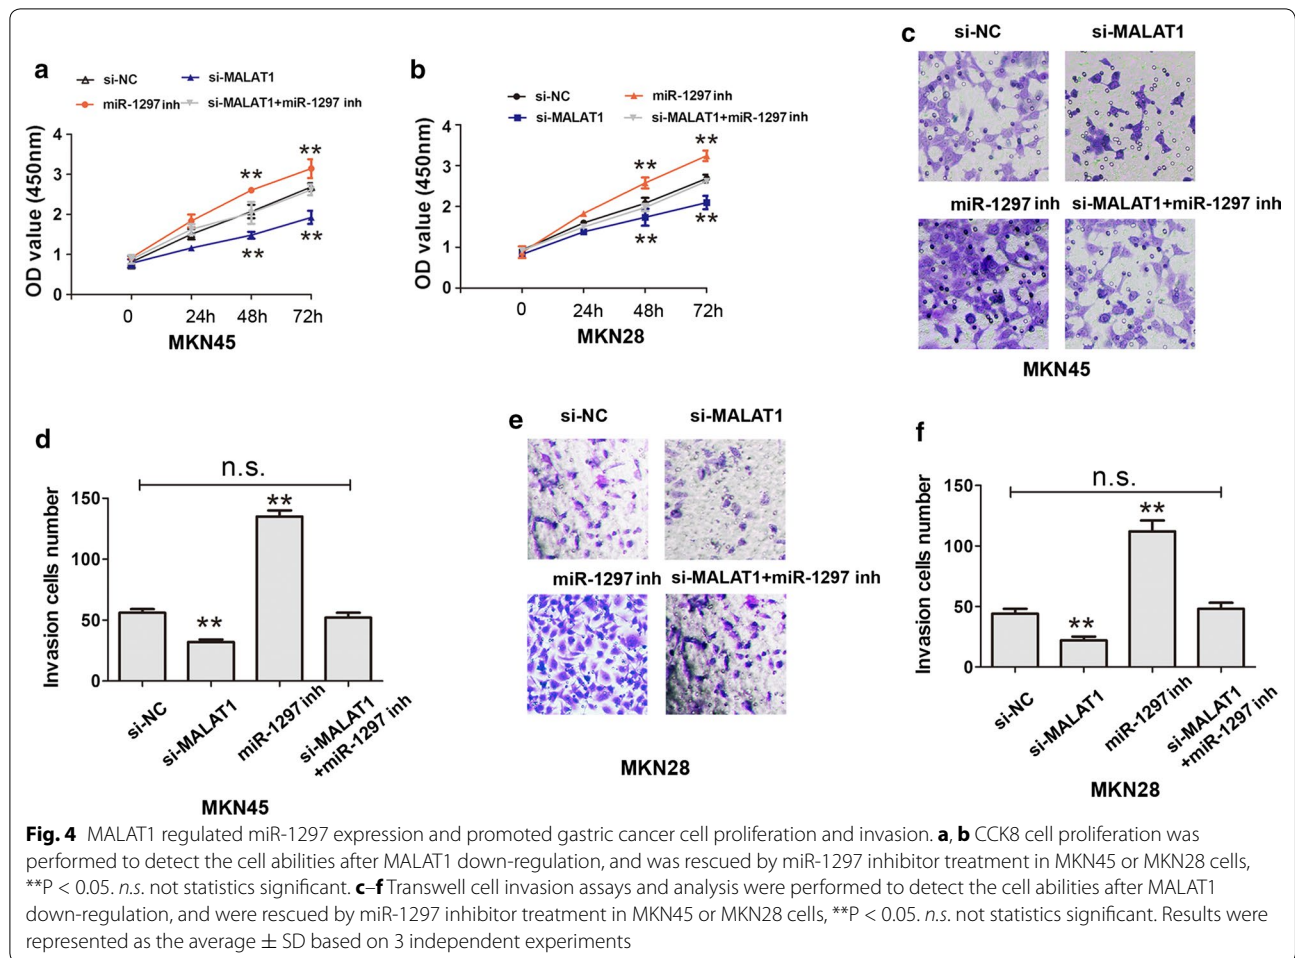 a
si-NC
si-MALAT1
miR-1297 inh
si-MALAT1+miR-1297 inh
OD value (450nm)
4
3
2
1
0
**
**
**
**
0 24h 48h 72h
MKN45
b
si-NC
miR-1297 inh
si-MALAT1
si-MALAT1+miR-1297 inh
OD value (450nm)
4
3
2
1
0
**
**
**
**
0 24h 48h 72h
MKN28
c
si-NC
si-MALAT1
miR-1297 inh
si-MALAT1+miR-1297 inh
MKN45
d
n.s.
Invasion cells number
150
100
50
0
**
**
si-NC
si-MALAT1
miR-1297 inh
si-MALAT1
+miR-1297 inh
MKN45
e
si-NC
si-MALAT1
miR-1297 inh
si-MALAT1+miR-1297 inh
MKN28
f
n.s.
Invasion cells number
150
100
50
0
**
**
si-NC
si-MALAT1
miR-1297 inh
si-MALAT1
+miR-1297 inh
MKN28
Fig. 4 MALAT1 regulated miR-1297 expression and promoted gastric cancer cell proliferation and invasion. a, b CCK8 cell proliferation was
performed to detect the cell abilities after MALAT1 down-regulation, and was rescued by miR-1297 inhibitor treatment in MKN45 or MKN28 cells,
**P < 0.05. n.s. not statistics significant. c–f Transwell cell invasion assays and analysis were performed to detect the cell abilities after MALAT1
down-regulation, and were rescued by miR-1297 inhibitor treatment in MKN45 or MKN28 cells, **P < 0.05. n.s. not statistics significant. Results were
represented as the average ± SD based on 3 independent experiments